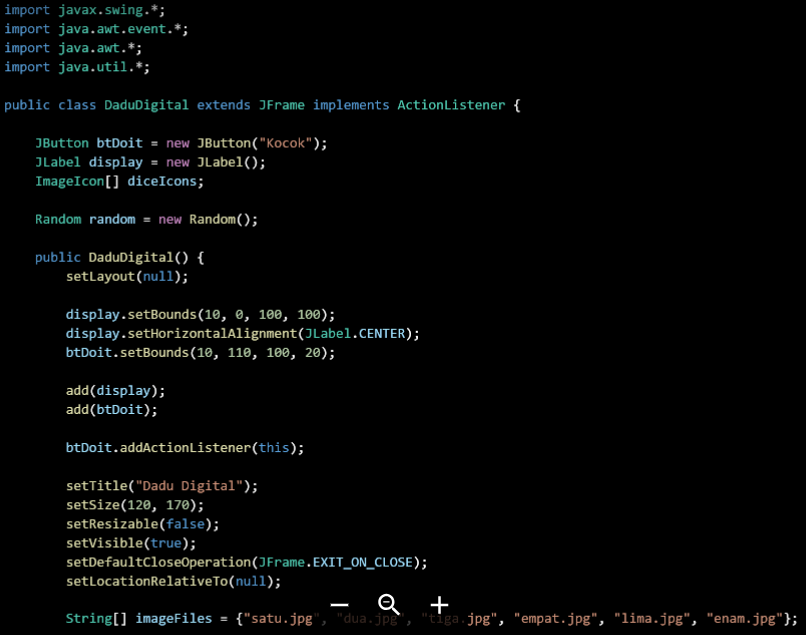 import javax.swing.*;
import java.awt.event.*;
import java.awt.*;
import java.util.*;
public class DaduDigital extends JFrame implements ActionListener {
JButton btDoit = new JButton("Kocok");
JLabel display = new JLabel();
ImageIcon[] diceIcons;
Random random = new Random();
public DaduDigital() {
setLayout(null);
display.setBounds(10, 0, 100, 100);
display.setHorizontalAlignment(JLabel.CENTER);
btDoit.setBounds(10, 110, 100, 20);
add(display);
add(btDoit);
btDoit.addActionListener(this);
setTitle("Dadu Digital");
setSize(120, 170);
setResizable(false);
setVisible(true);
setDefaultCloseOperation(JFrame.EXIT_ON_CLOSE);
setLocationRelativeTo(null);
String[] imageFiles = {"satu.jpg", "dua.jpg", "tiga.jpg", "empat.jpg", "lima.jpg", "enam.jpg"};